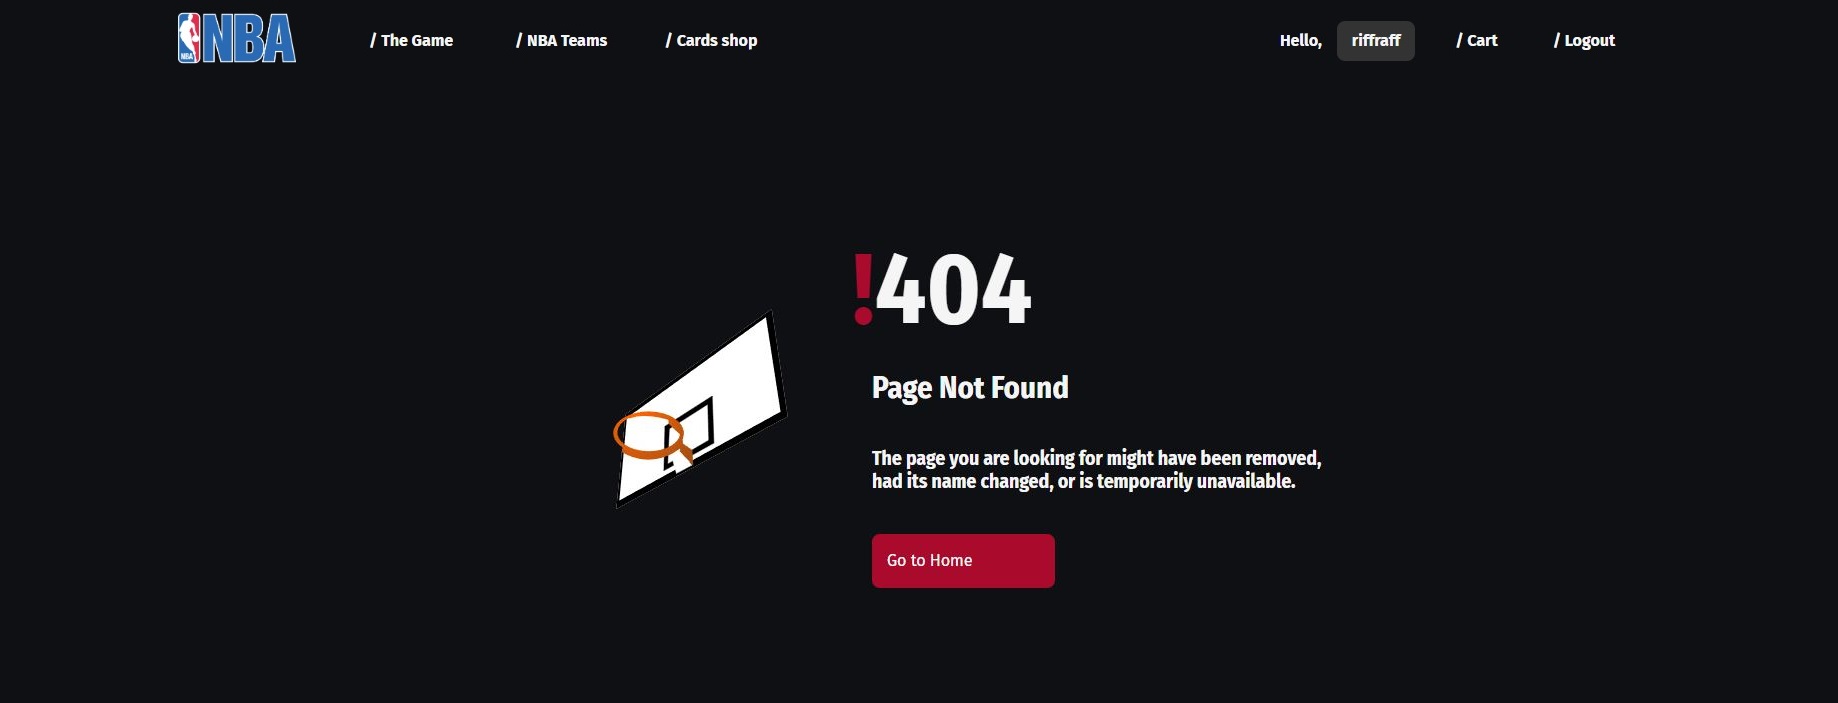 NBA NBA / The Game / NBA Teams / Cards shop Hello, riffraff / Cart / Logout
!404
Page Not Found
The page you are looking for might have been removed,
had its name changed, or is temporarily unavailable.
Go to Home